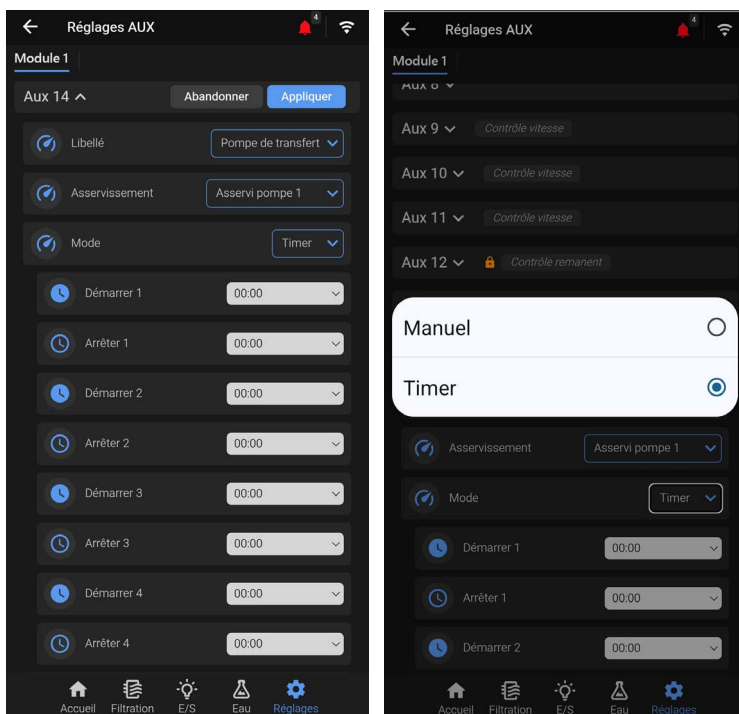 Réglages AUX 4
Module 1
Aux 14 Abandonner Appliquer
Libellé Pompe de transfert
Asservissement Asservi pompe 1
Mode Timer
Démarrer 1 00:00
Arrêter 1 00:00
Démarrer 2 00:00
Arrêter 2 00:00
Démarrer 3 00:00
Arrêter 3 00:00
Démarrer 4 00:00
Arrêter 4 00:00
Accueil Filtration E/S Eau Réglages
Réglages AUX 4
Module 1
Aux 8
Aux 9 Contrôle vitesse
Aux 10 Contrôle vitesse
Aux 11 Contrôle vitesse
Aux 12 Contrôle remanent
Manuel
Timer
Asservissement Asservi pompe 1
Mode Timer
Démarrer 1 00:00
Arrêter 1 00:00
Démarrer 2 00:00
Accueil Filtration E/S Eau Réglages